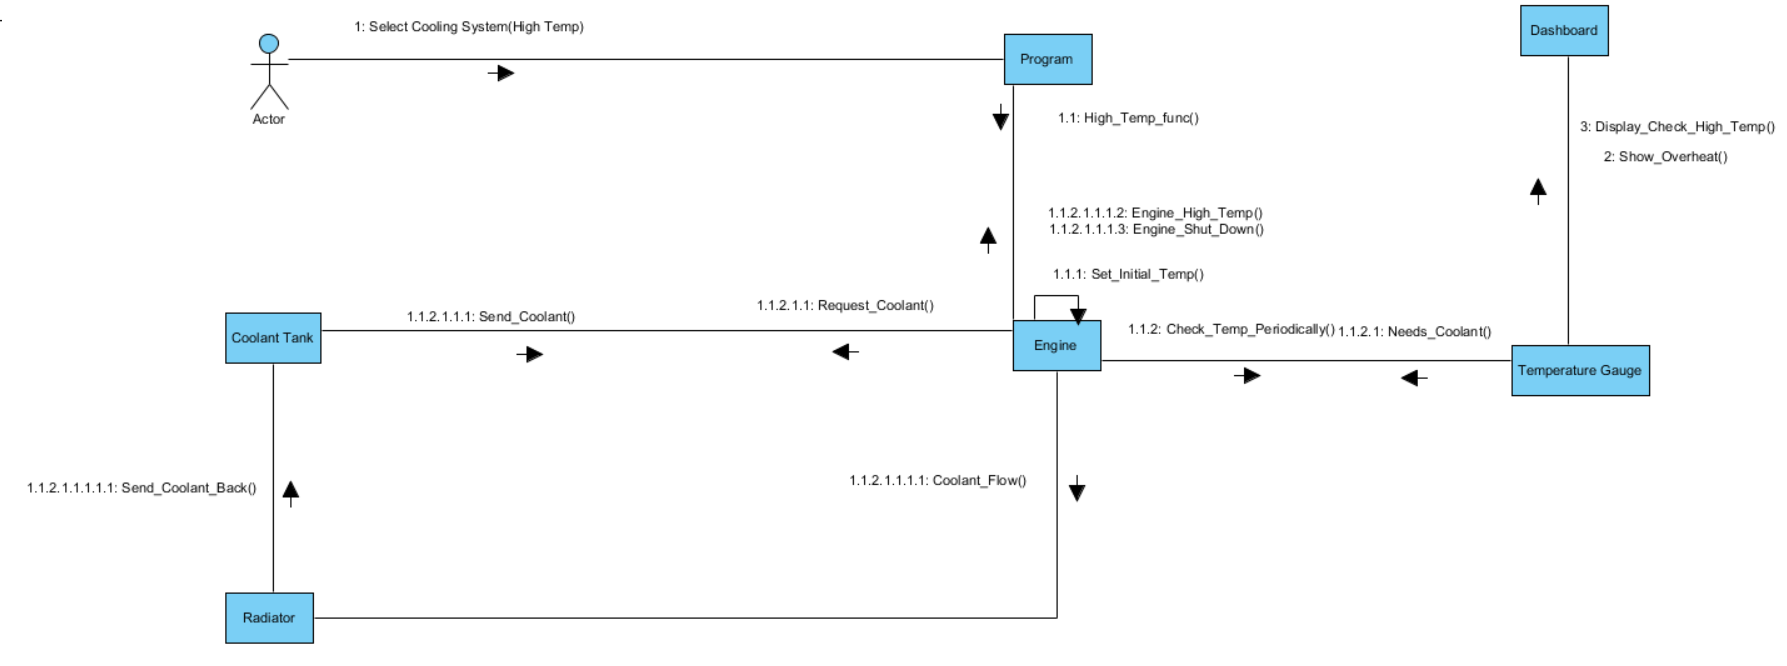 1: Select Cooling System(High Temp)
Dashboard
Program
Actor
1.1: High_Temp_func()
3: Display_Check_High_Temp()
2: Show_Overheat()
1.1.2.1.1.1.2: Engine_High_Temp()
1.1.2.1.1.1.3: Engine_Shut_Down()
1.1.1: Set_Initial_Temp()
1.1.2.1.1: Request_Coolant()
1.1.2.1.1.1: Send_Coolant()
1.1.2: Check_Temp_Periodically()
1.1.2.1: Needs_Coolant()
Coolant Tank
Engine
Temperature Gauge
1.1.2.1.1.1.1: Coolant_Flow()
1.1.2.1.1.1.1.1: Send_Coolant_Back()
Radiator